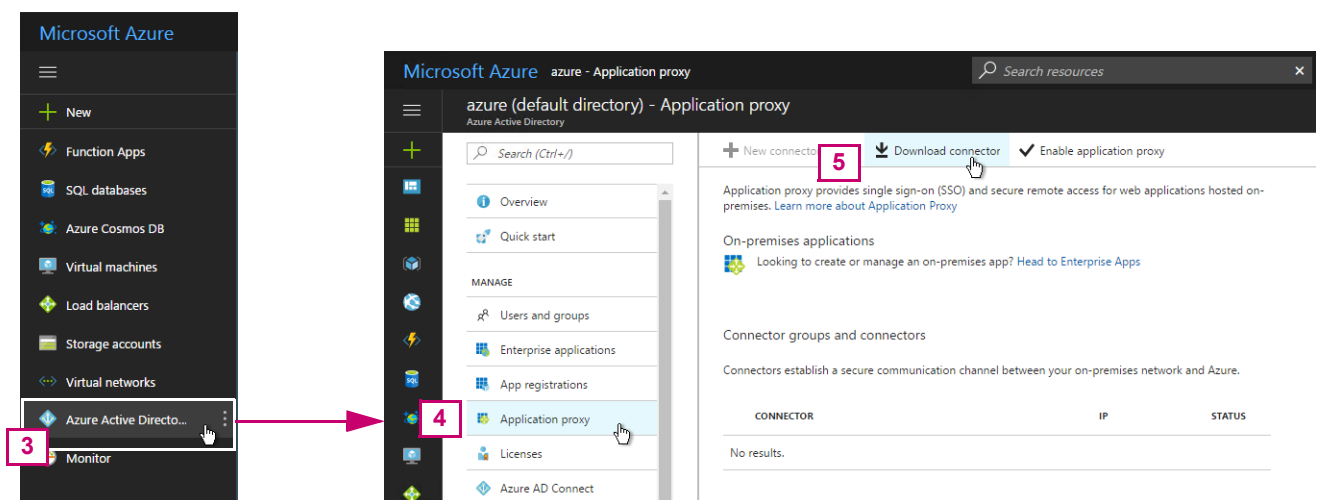 Microsoft Azure
New
Function Apps
SQL databases
Azure Cosmos DB
Virtual machines
Load balancers
Storage accounts
Virtual networks
Azure Active Directo...
3
Monitor
Microsoft Azure azure - Application proxy
Search resources
azure (default directory) - Application proxy
Azure Active Directory
Search (Ctrl+/)
Overview
Quick start
MANAGE
Users and groups
Enterprise applications
App registrations
4
Application proxy
Licenses
Azure AD Connect
New connecto
5
Download connector
Enable application proxy
Application proxy provides single sign-on (SSO) and secure remote access for web applications hosted on-
premises. Learn more about Application Proxy
On-premises applications
Looking to create or manage an on-premises app? Head to Enterprise Apps
Connector groups and connectors
Connectors establish a secure communication channel between your on-premises network and Azure.
CONNECTOR IP STATUS
No results.